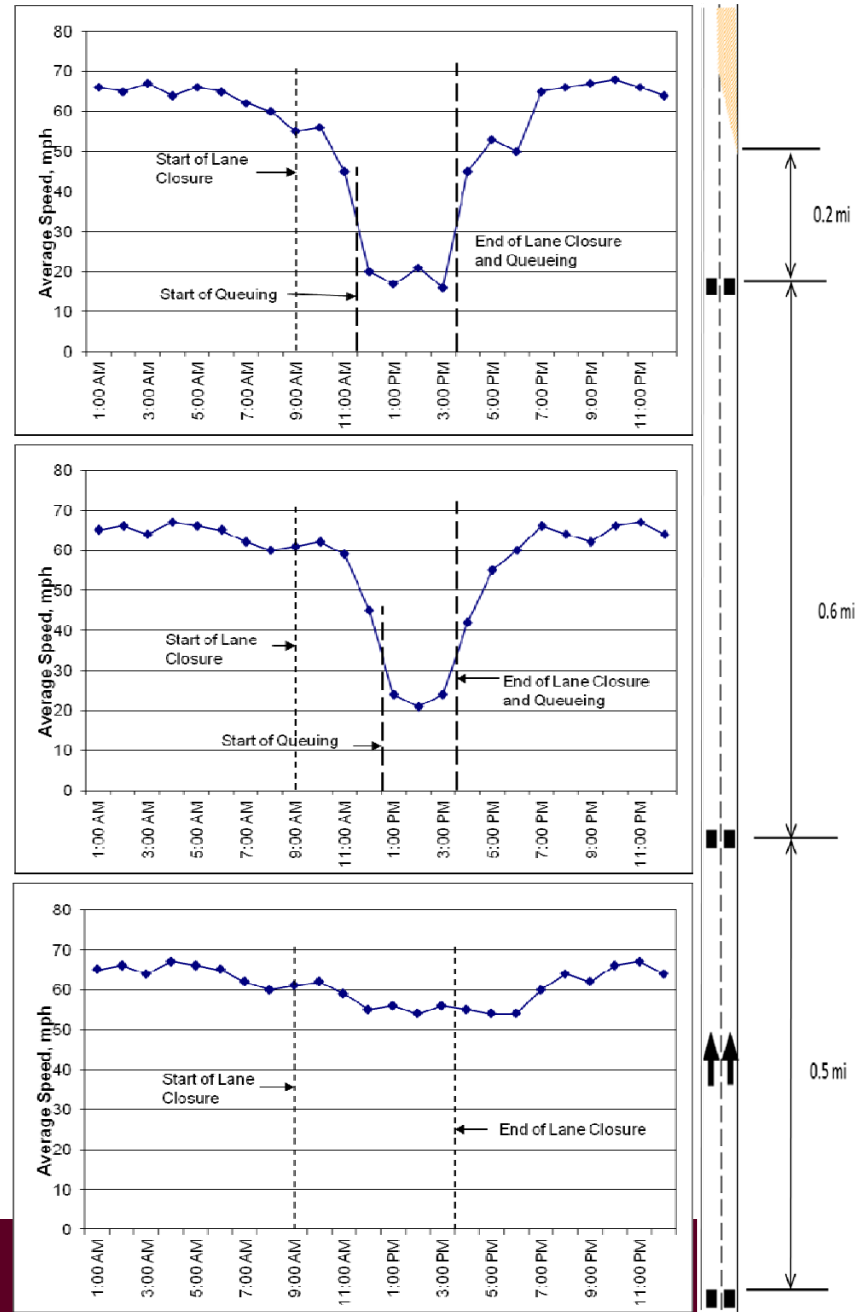 80
70
60
50
40
30
20
10
0
Average Speed, mph
Start of Lane
Closure
Start of Queuing
End of Lane Closure
and Queueing
1:00 AM
3:00 AM
5:00 AM
7:00 AM
9:00 AM
11:00 AM
1:00 PM
3:00 PM
5:00 PM
7:00 PM
9:00 PM
11:00 PM
80
70
60
50
40
30
20
10
0
Average Speed, mph
Start of Lane
Closure
Start of Queuing
End of Lane Closure
and Queueing
1:00 AM
3:00 AM
5:00 AM
7:00 AM
9:00 AM
11:00 AM
1:00 PM
3:00 PM
5:00 PM
7:00 PM
9:00 PM
11:00 PM
80
70
60
50
40
30
20
10
0
Average Speed, mph
Start of Lane
Closure
End of Lane Closure
1:00 AM
3:00 AM
5:00 AM
7:00 AM
9:00 AM
11:00 AM
1:00 PM
3:00 PM
5:00 PM
7:00 PM
9:00 PM
11:00 PM
0.2 mi
0.6 mi
0.5 mi